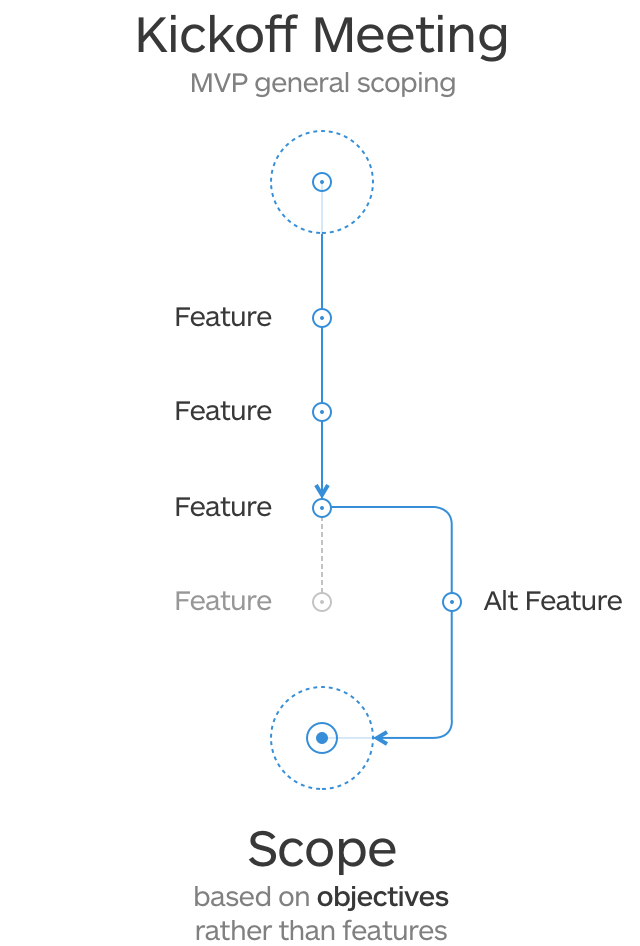 Kickoff Meeting
MVP general scoping
Feature
Feature
Feature
Feature
Alt Feature
Scope
based on objectives
rather than features